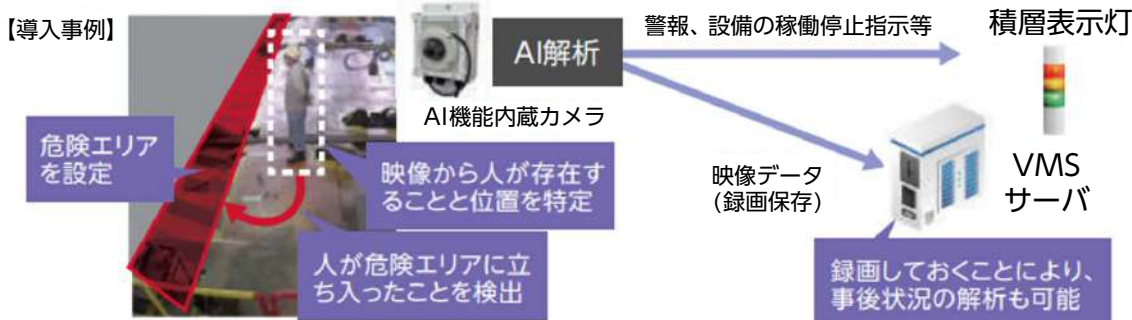 【導入事例】
危険エリア
を設定
映像から人が存在す
ることと位置を特定
人が危険エリアに立
ち入ったことを検出
AI解析
AI機能内蔵カメラ
警報、設備の稼働停止指示等
積層表示灯
映像データ
(録画保存)
VMS
サーバ
録画しておくことにより、
事後状況の解析も可能